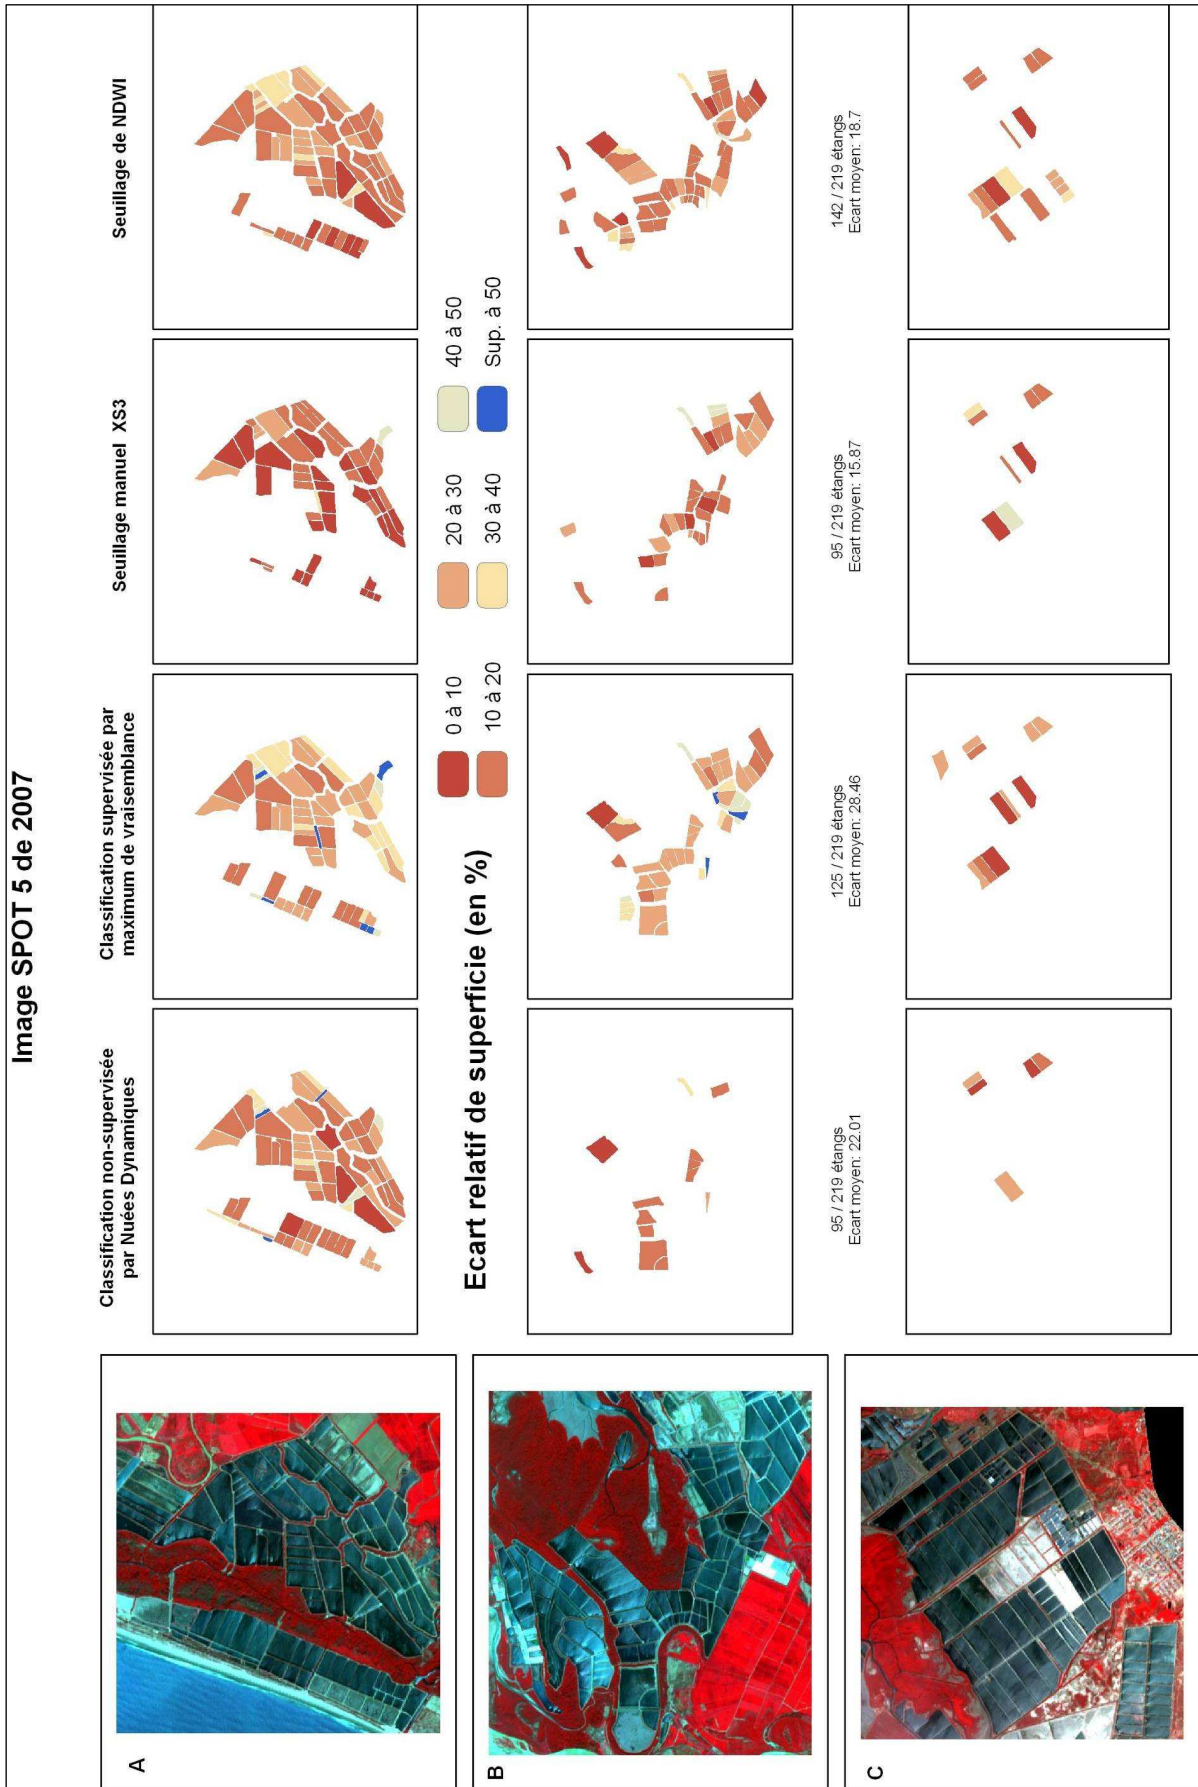 Image SPOT 5 de 2007
Classification non-supervisée
par Nuées Dynamiques
Classification supervisée par
maximum de vraisemblance
Seuillage manuel XS3
Seuillage de NDWI
A
Ecart relatif de superficie (en %)
0 à 10
20 à 30
40 à 50
10 à 20
30 à 40
Sup. à 50
B
95 / 219 étangs
Ecart moyen: 22.01
125 / 219 étangs
Ecart moyen: 28.46
95 / 219 étangs
Ecart moyen: 15.87
142 / 219 étangs
Ecart moyen: 18.7
C